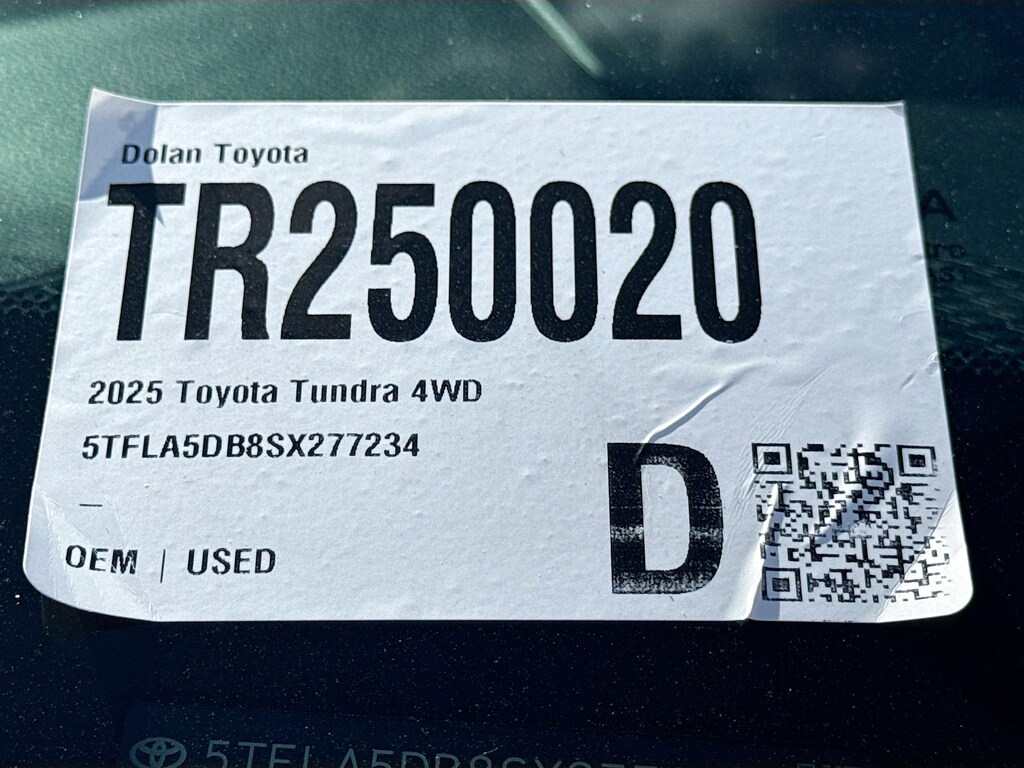 Dolan Toyota
TR250020
2025 Toyota Tundra 4WD
5TFLA5DB8SX277234
—
D
OEM | USED